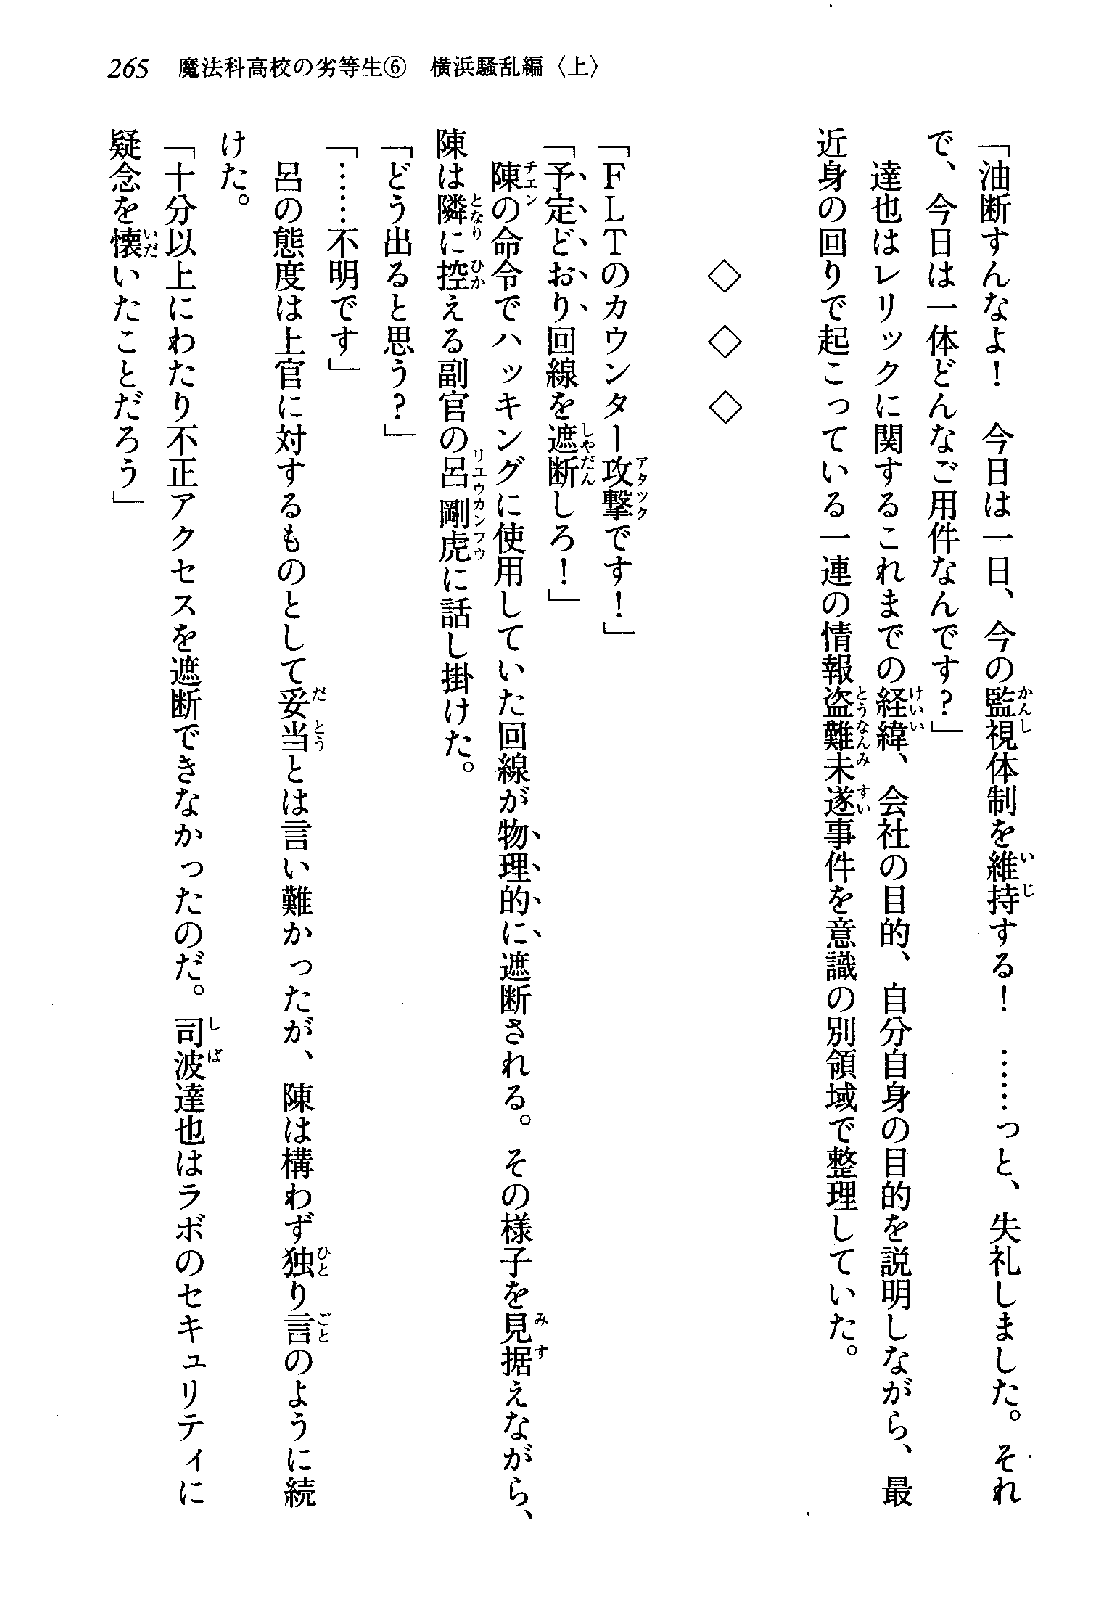 265　魔法科高校の劣等生⑥　横浜騒乱編〈上〉
「油断すんなよ！　今日は一日、今の監視体制を維持する！　……っと、失礼しました。それ
で、今日は一体どんなご用件なんです？」
　達也はレリックに関するこれまでの経緯、会社の目的、自分自身の目的を説明しながら、最
近身の回りで起こっている一連の情報盗難未遂事件を意識の別領域で整理していた。
◇　◇　◇
「ＦＬＴのカウンター攻撃です！」
「予定どおり回線を遮断しろ！」
　陳の命令でハッキングに使用していた回線が物理的に遮断される。その様子を見据えながら、
陳は隣に控える副官の呂剛虎に話し掛けた。
「どう出ると思う？」
「……不明です」
　呂の態度は上官に対するものとして妥当とは言い難かったが、陳は構わず独り言のように続
けた。
「十分以上にわたり不正アクセスを遮断できなかったのだ。司波達也はラボのセキュリティに
疑念を懐いたことだろう」